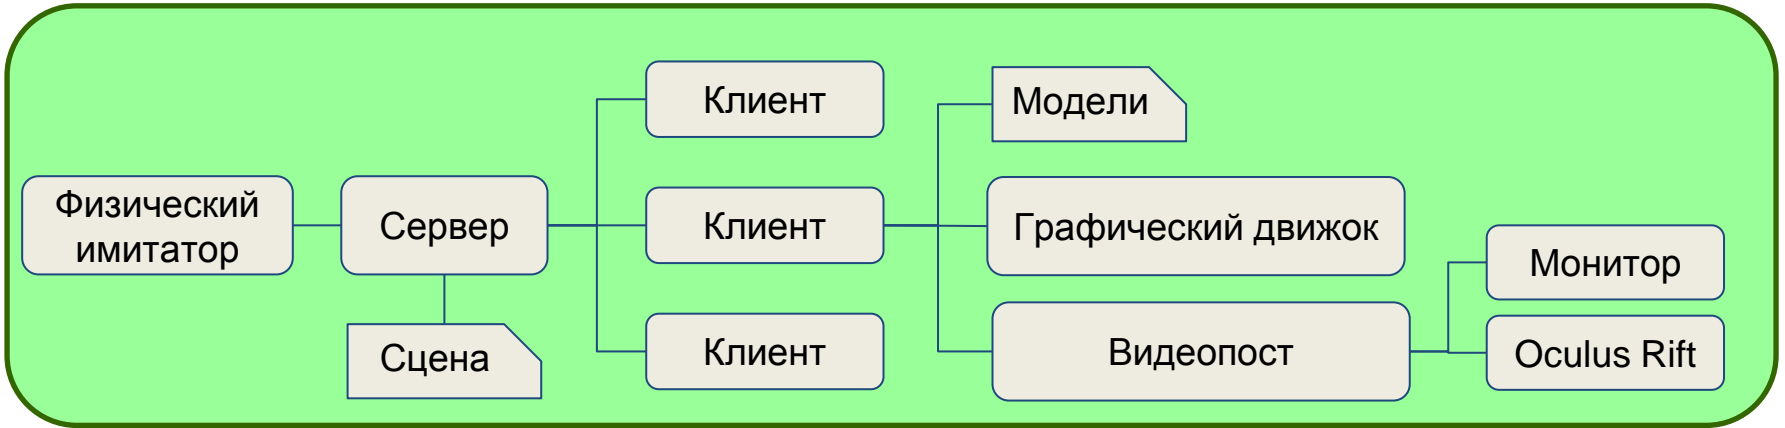 Физический
имитатор
Сервер
Сцена
Клиент
Клиент
Клиент
Модели
Графический движок
Видеопост
Монитор
Oculus Rift